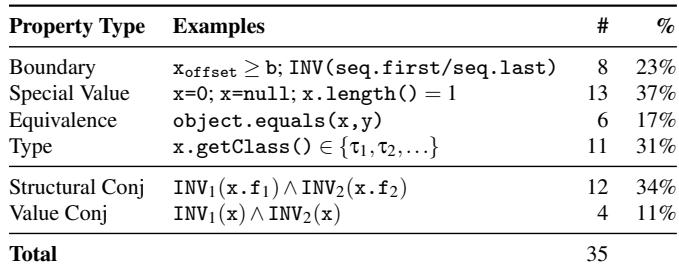 Property Type Examples # %
Boundary x_offset ≥ b; INV(seq.first/seq.last) 8 23%
Special Value x=0; x=null; x.length() = 1 13 37%
Equivalence object.equals(x,y) 6 17%
Type x.getClass() ∈ {τ₁,τ₂,...} 11 31%
Structural Conj INV₁(x.f₁) ∧ INV₂(x.f₂) 12 34%
Value Conj INV₁(x) ∧ INV₂(x) 4 11%
Total 35